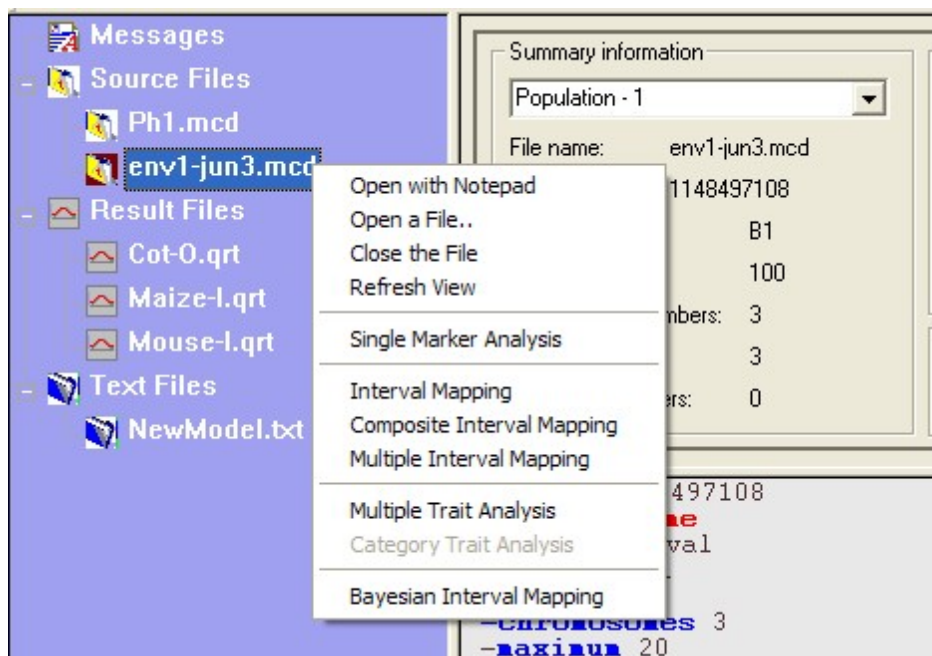 Messages
Source Files
Ph1.mcd
env1-jun3.mcd
Result Files
Cot-O.qrt
Maize-I.qrt
Mouse-I.qrt
Text Files
NewModel.txt
Open with Notepad
Open a File..
Close the File
Refresh View
Single Marker Analysis
Interval Mapping
Composite Interval Mapping
Multiple Interval Mapping
Multiple Trait Analysis
Category Trait Analysis
Bayesian Interval Mapping
Summary information
Population - 1
File name: env1-jun3.mcd
1148497108
B1
100
3
3
0
497108
-chromosomes 3
-maximum 20